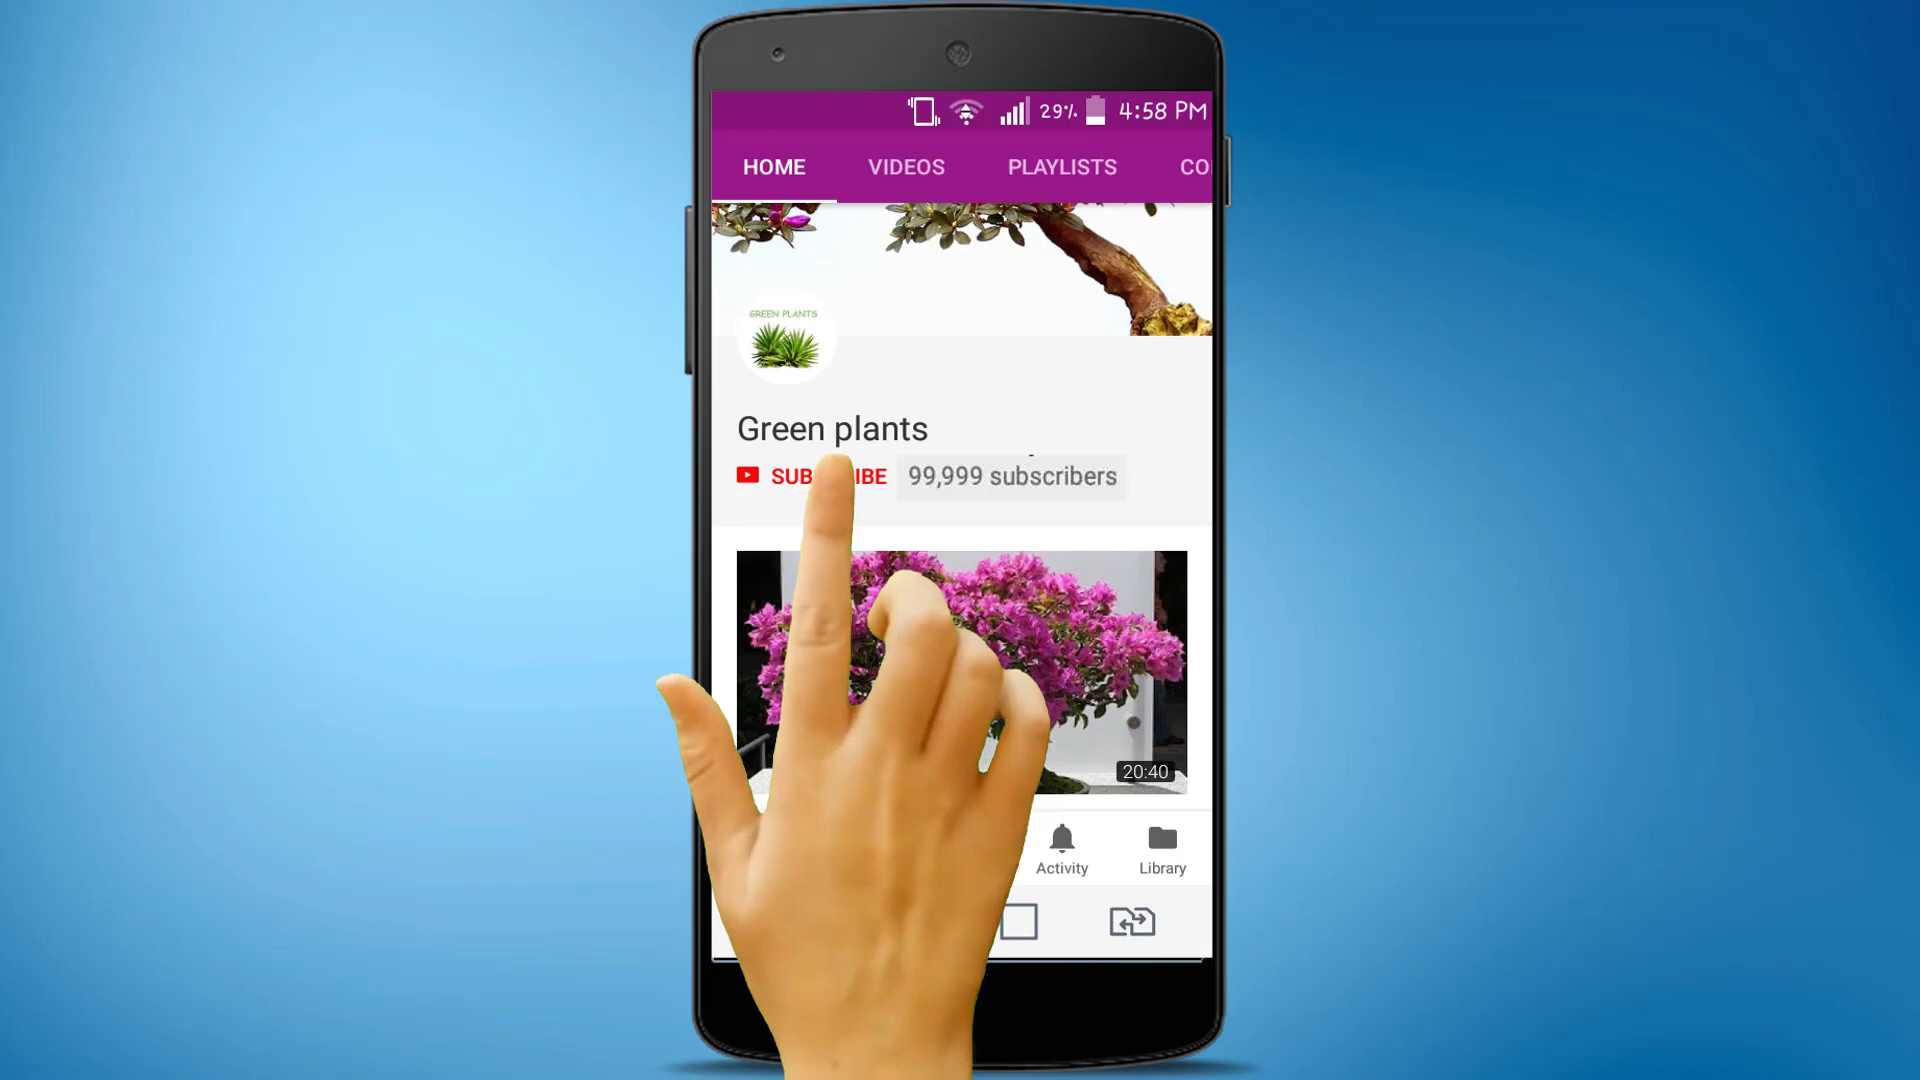 29% 4:58 PM
HOME VIDEOS PLAYLISTS CO
GREEN PLANTS
Green plants
SUB IBE 99,999 subscribers
20:40
Activity Library